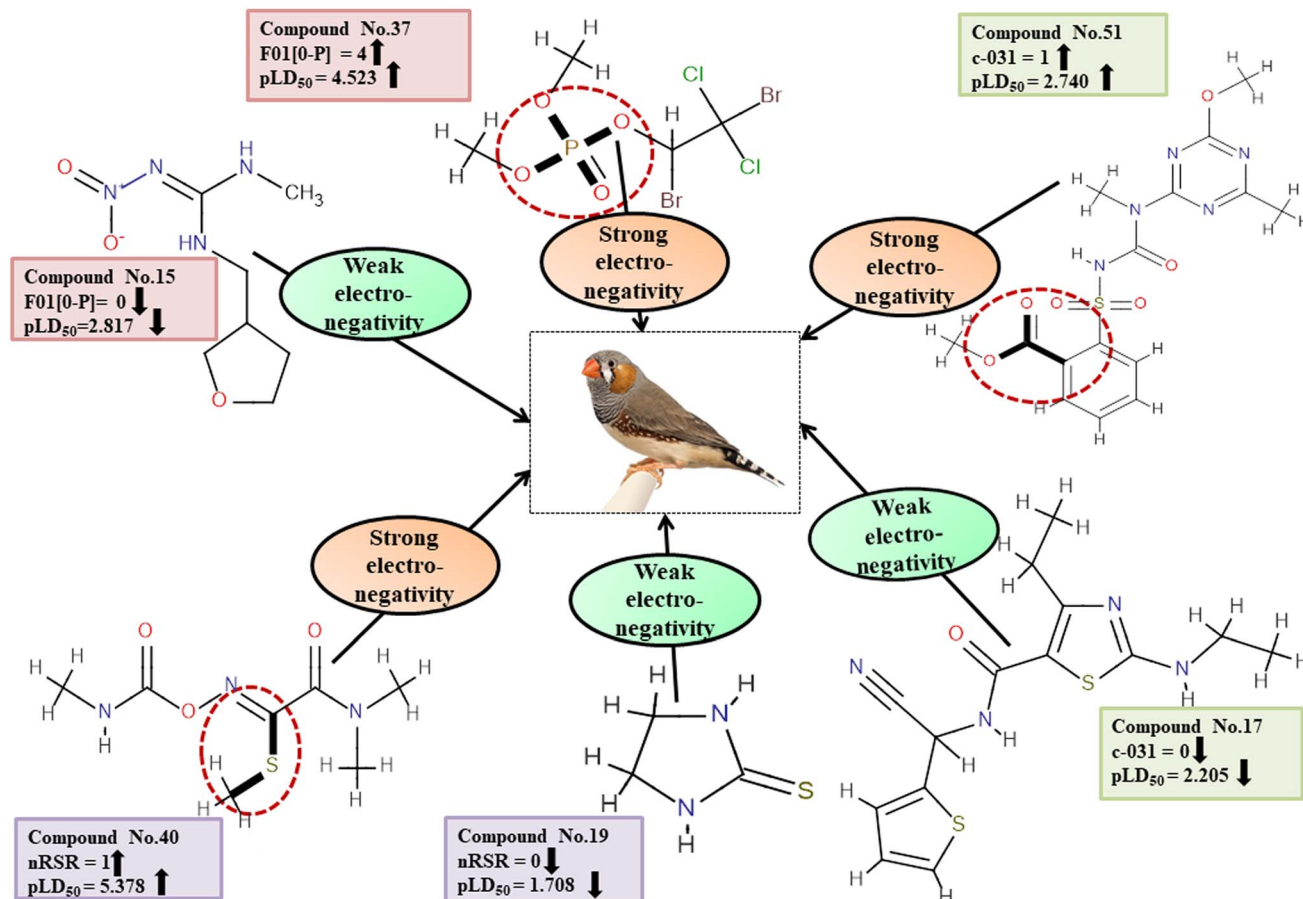 Compound No.37
F01[0-P] = 4
pLD50 = 4.523
Compound No.51
c-031 = 1
pLD50 = 2.740
Compound No.15
F01[0-P]= 0
pLD50=2.817
Weak
electro-
negativity
Strong
electro-
negativity
Strong
electro-
negativity
Strong
electro-
negativity
Weak
electro-
negativity
Weak
electro-
negativity
Compound No.40
nRSR = 1
pLD50 = 5.378
Compound No.19
nRSR = 0
pLD50 = 1.708
Compound No.17
c-031 = 0
pLD50 = 2.205